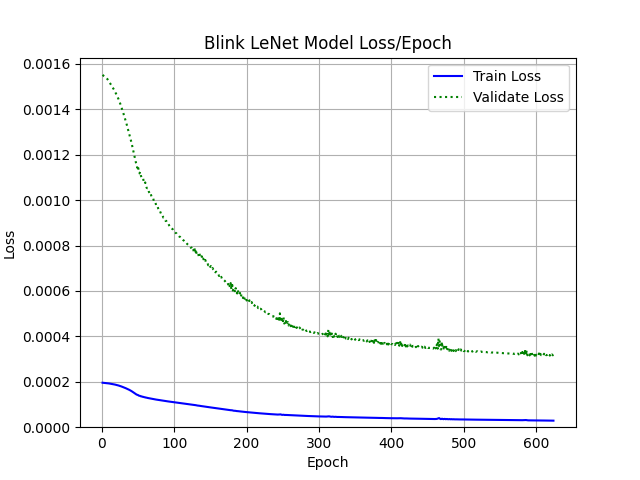 Blink LeNet Model Loss/Epoch
Train Loss
Validate Loss
0.0016
0.0014
0.0012
0.0010
0.0008
0.0006
0.0004
0.0002
0.0000
Loss
0 100 200 300 400 500 600
Epoch